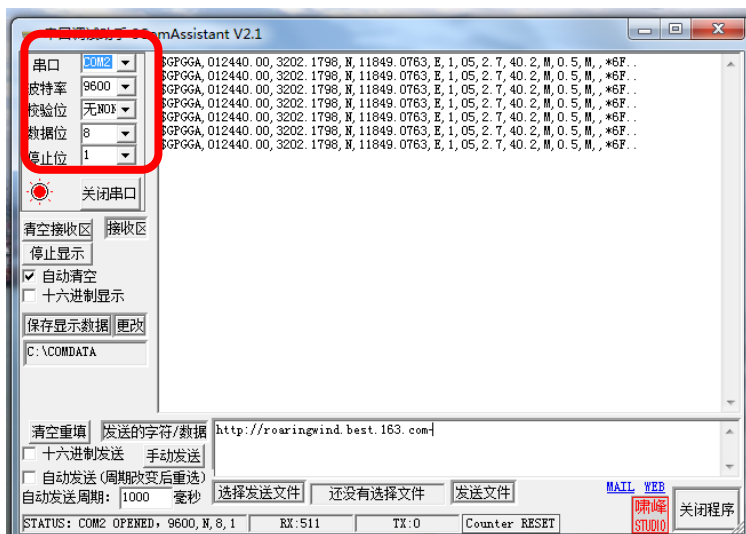 串口调试助手 SComAssistant V2.1
串口 COM2
波特率 9600
校验位 无NON
数据位 8
停止位 1
关闭串口
清空接收区 接收区
停止显示
自动清空
十六进制显示
保存显示数据 更改
C:\COMDATA
$GPGGA,012440.00,3202.1798,N,11849.0763,E,1,05,2.7,40.2,M,0.5,M,,*6F..
$GPGGA,012440.00,3202.1798,N,11849.0763,E,1,05,2.7,40.2,M,0.5,M,,*6F..
$GPGGA,012440.00,3202.1798,N,11849.0763,E,1,05,2.7,40.2,M,0.5,M,,*6F..
$GPGGA,012440.00,3202.1798,N,11849.0763,E,1,05,2.7,40.2,M,0.5,M,,*6F..
$GPGGA,012440.00,3202.1798,N,11849.0763,E,1,05,2.7,40.2,M,0.5,M,,*6F..
$GPGGA,012440.00,3202.1798,N,11849.0763,E,1,05,2.7,40.2,M,0.5,M,,*6F..
$GPGGA,012440.00,3202.1798,N,11849.0763,E,1,05,2.7,40.2,M,0.5,M,,*6F..
清空重填 发送的字符/数据
http://roaringwind.best.163.com
十六进制发送 手动发送
自动发送(周期改变后重选)
自动发送周期: 1000 毫秒 选择发送文件 还没有选择文件 发送文件
MAIL WEB
啸峰
STUDIO
关闭程序
STATUS: COM2 OPENED, 9600,N,8,1 RX:511 TX:0 Counter RESET